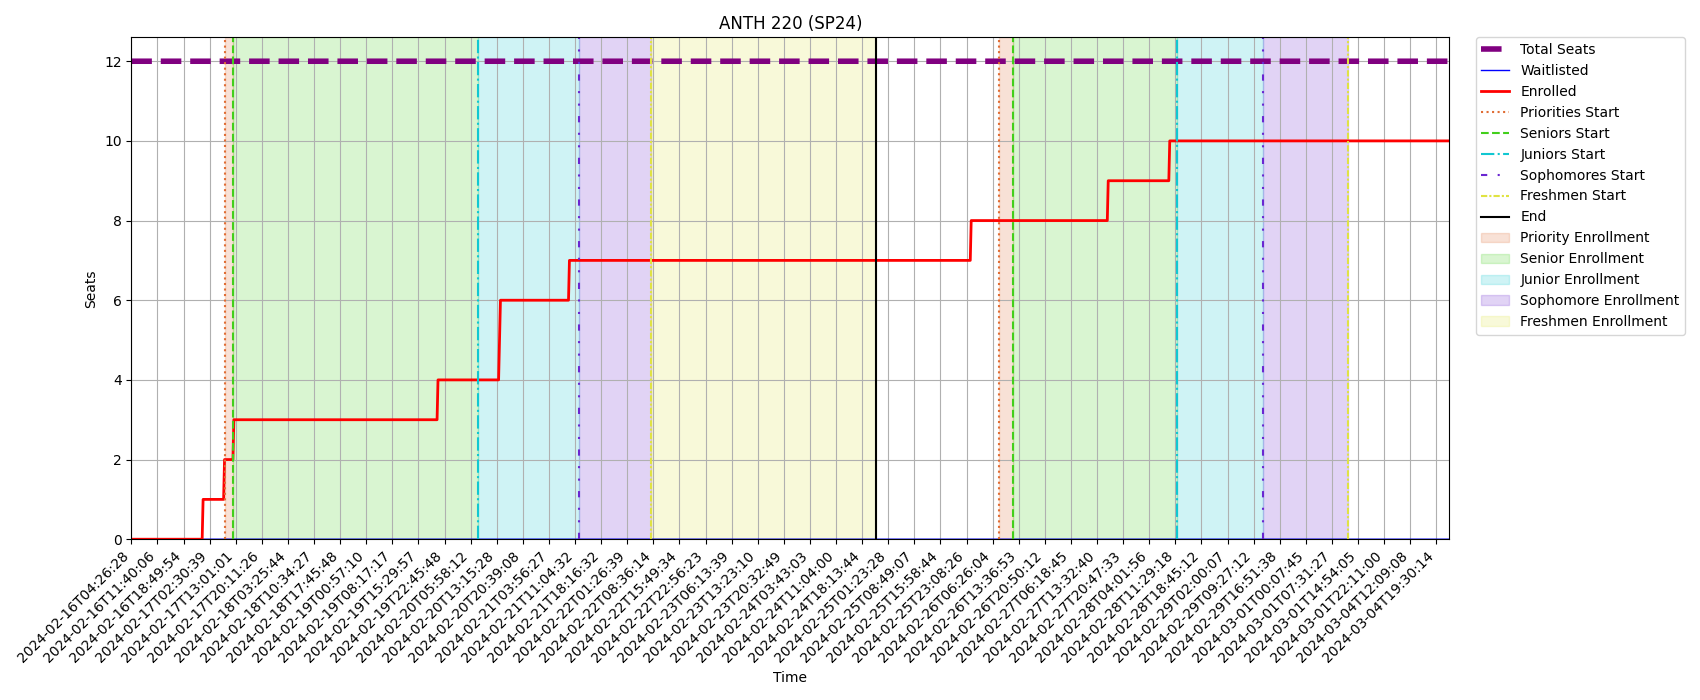 ANTH 220 (SP24)
Seats
12
10
8
6
4
2
0
2024-02-16T04:26:28
2024-02-16T11:40:06
2024-02-16T18:49:54
2024-02-17T02:30:39
2024-02-17T13:01:01
2024-02-17T20:11:26
2024-02-18T03:25:44
2024-02-18T10:34:27
2024-02-18T17:45:48
2024-02-19T00:57:10
2024-02-19T08:17:17
2024-02-19T15:29:57
2024-02-19T22:45:48
2024-02-20T05:58:12
2024-02-20T13:15:28
2024-02-20T20:39:08
2024-02-21T03:56:27
2024-02-21T11:04:32
2024-02-21T18:16:32
2024-02-22T01:26:39
2024-02-22T08:36:14
2024-02-22T15:49:34
2024-02-22T22:56:23
2024-02-23T06:13:39
2024-02-23T13:23:10
2024-02-23T20:32:49
2024-02-24T03:43:03
2024-02-24T11:04:00
2024-02-24T18:13:44
2024-02-25T01:23:28
2024-02-25T08:49:07
2024-02-25T15:58:44
2024-02-25T23:08:26
2024-02-26T06:26:04
2024-02-26T13:36:53
2024-02-26T20:50:12
2024-02-27T06:18:45
2024-02-27T13:32:40
2024-02-27T20:47:33
2024-02-28T04:01:56
2024-02-28T11:29:18
2024-02-28T18:45:12
2024-02-29T02:00:07
2024-02-29T09:27:12
2024-02-29T16:51:38
2024-03-01T00:07:45
2024-03-01T07:31:27
2024-03-01T14:54:05
2024-03-01T22:11:00
2024-03-04T12:09:08
2024-03-04T19:30:14
Time
Total Seats
Waitlisted
Enrolled
Priorities Start
Seniors Start
Juniors Start
Sophomores Start
Freshmen Start
End
Priority Enrollment
Senior Enrollment
Junior Enrollment
Sophomore Enrollment
Freshmen Enrollment